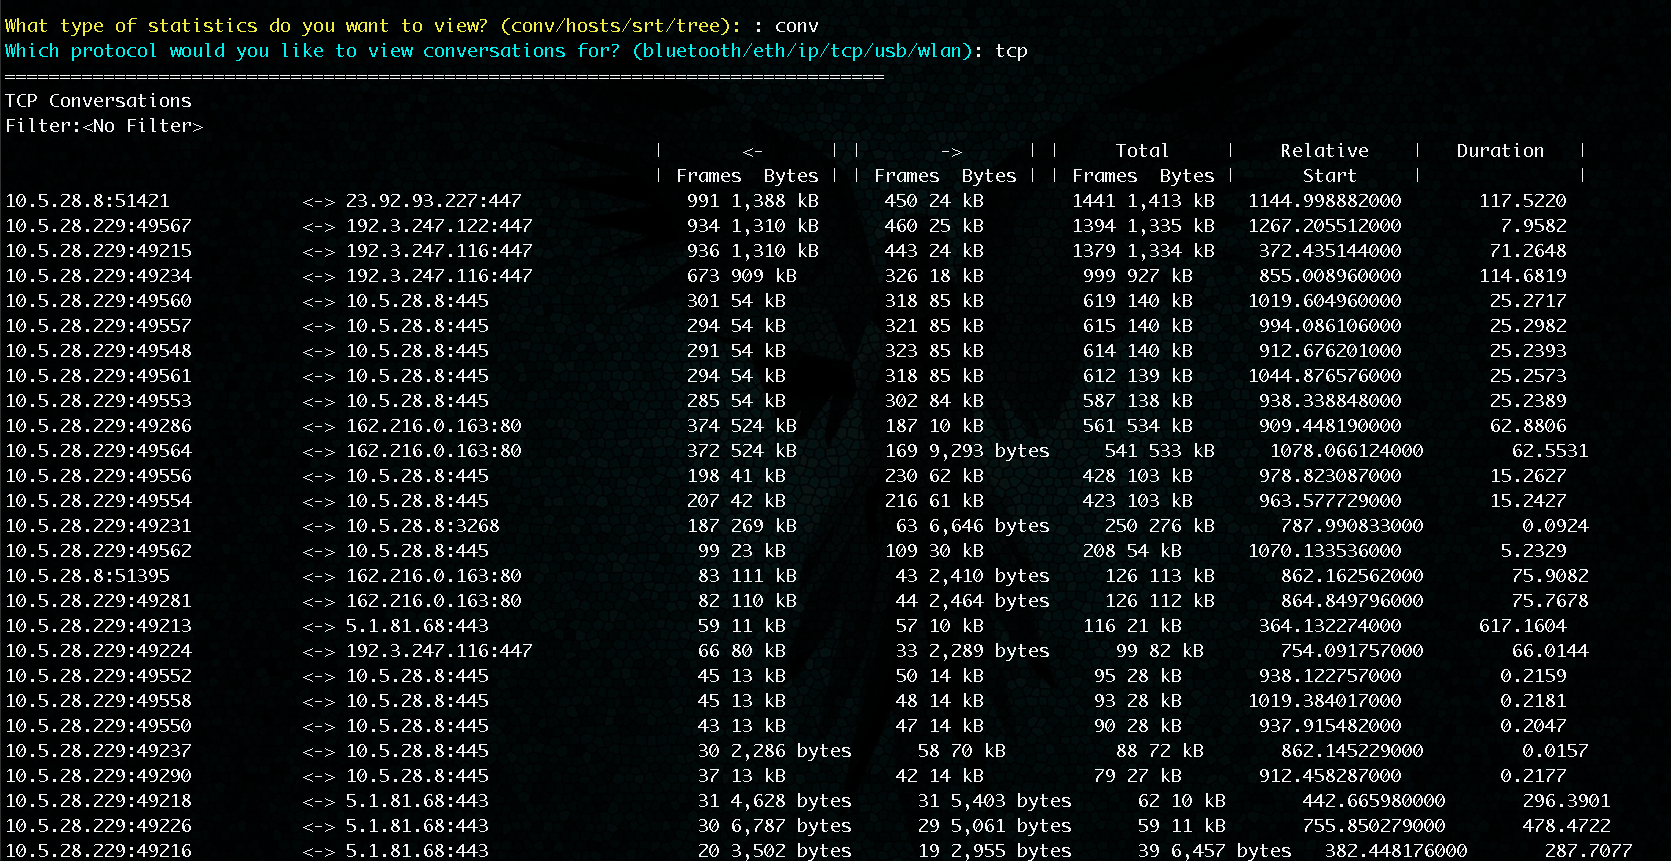 What type of statistics do you want to view? (conv/hosts/srt/tree): : conv
Which protocol would you like to view conversations for? (bluetooth/eth/ip/tcp/usb/wlan): tcp
================================================================================
TCP Conversations
Filter:<No Filter>
| <- | | -> | | Total | Relative | Duration |
| Frames Bytes | | Frames Bytes | | Frames Bytes | Start | |
10.5.28.8:51421 <-> 23.92.93.227:447 991 1,388 kB 450 24 kB 1441 1,413 kB 1144.998882000 117.5220
10.5.28.229:49567 <-> 192.3.247.122:447 934 1,310 kB 460 25 kB 1394 1,335 kB 1267.205512000 7.9582
10.5.28.229:49215 <-> 192.3.247.116:447 936 1,310 kB 443 24 kB 1379 1,334 kB 372.435144000 71.2648
10.5.28.229:49234 <-> 192.3.247.116:447 673 909 kB 326 18 kB 999 927 kB 855.008960000 114.6819
10.5.28.229:49560 <-> 10.5.28.8:445 301 54 kB 318 85 kB 619 140 kB 1019.604960000 25.2717
10.5.28.229:49557 <-> 10.5.28.8:445 294 54 kB 321 85 kB 615 140 kB 994.086106000 25.2982
10.5.28.229:49548 <-> 10.5.28.8:445 291 54 kB 323 85 kB 614 140 kB 912.676201000 25.2393
10.5.28.229:49561 <-> 10.5.28.8:445 294 54 kB 318 85 kB 612 139 kB 1044.876576000 25.2573
10.5.28.229:49553 <-> 10.5.28.8:445 285 54 kB 302 84 kB 587 138 kB 938.338848000 25.2389
10.5.28.229:49286 <-> 162.216.0.163:80 374 524 kB 187 10 kB 561 534 kB 909.448190000 62.8806
10.5.28.229:49564 <-> 162.216.0.163:80 372 524 kB 169 9,293 bytes 541 533 kB 1078.066124000 62.5531
10.5.28.229:49556 <-> 10.5.28.8:445 198 41 kB 230 62 kB 428 103 kB 978.823087000 15.2627
10.5.28.229:49554 <-> 10.5.28.8:445 207 42 kB 216 61 kB 423 103 kB 963.577729000 15.2427
10.5.28.229:49231 <-> 10.5.28.8:3268 187 269 kB 63 6,646 bytes 250 276 kB 787.990833000 0.0924
10.5.28.229:49562 <-> 10.5.28.8:445 99 23 kB 109 30 kB 208 54 kB 1070.133536000 5.2329
10.5.28.8:51395 <-> 162.216.0.163:80 83 111 kB 43 2,410 bytes 126 113 kB 862.162562000 75.9082
10.5.28.229:49281 <-> 162.216.0.163:80 82 110 kB 44 2,464 bytes 126 112 kB 864.849796000 75.7678
10.5.28.229:49213 <-> 5.1.81.68:443 59 11 kB 57 10 kB 116 21 kB 364.132274000 617.1604
10.5.28.229:49224 <-> 192.3.247.116:447 66 80 kB 33 2,289 bytes 99 82 kB 754.091757000 66.0144
10.5.28.229:49552 <-> 10.5.28.8:445 45 13 kB 50 14 kB 95 28 kB 938.122757000 0.2159
10.5.28.229:49558 <-> 10.5.28.8:445 45 13 kB 48 14 kB 93 28 kB 1019.384017000 0.2181
10.5.28.229:49550 <-> 10.5.28.8:445 43 13 kB 47 14 kB 90 28 kB 937.915482000 0.2047
10.5.28.229:49237 <-> 10.5.28.8:445 30 2,286 bytes 58 70 kB 88 72 kB 862.145229000 0.0157
10.5.28.229:49290 <-> 10.5.28.8:445 37 13 kB 42 14 kB 79 27 kB 912.458287000 0.2177
10.5.28.229:49218 <-> 5.1.81.68:443 31 4,628 bytes 31 5,403 bytes 62 10 kB 442.665980000 296.3901
10.5.28.229:49226 <-> 5.1.81.68:443 30 6,787 bytes 29 5,061 bytes 59 11 kB 755.850279000 478.4722
10.5.28.229:49216 <-> 5.1.81.68:443 20 3,502 bytes 19 2,955 bytes 39 6,457 bytes 382.448176000 287.7077